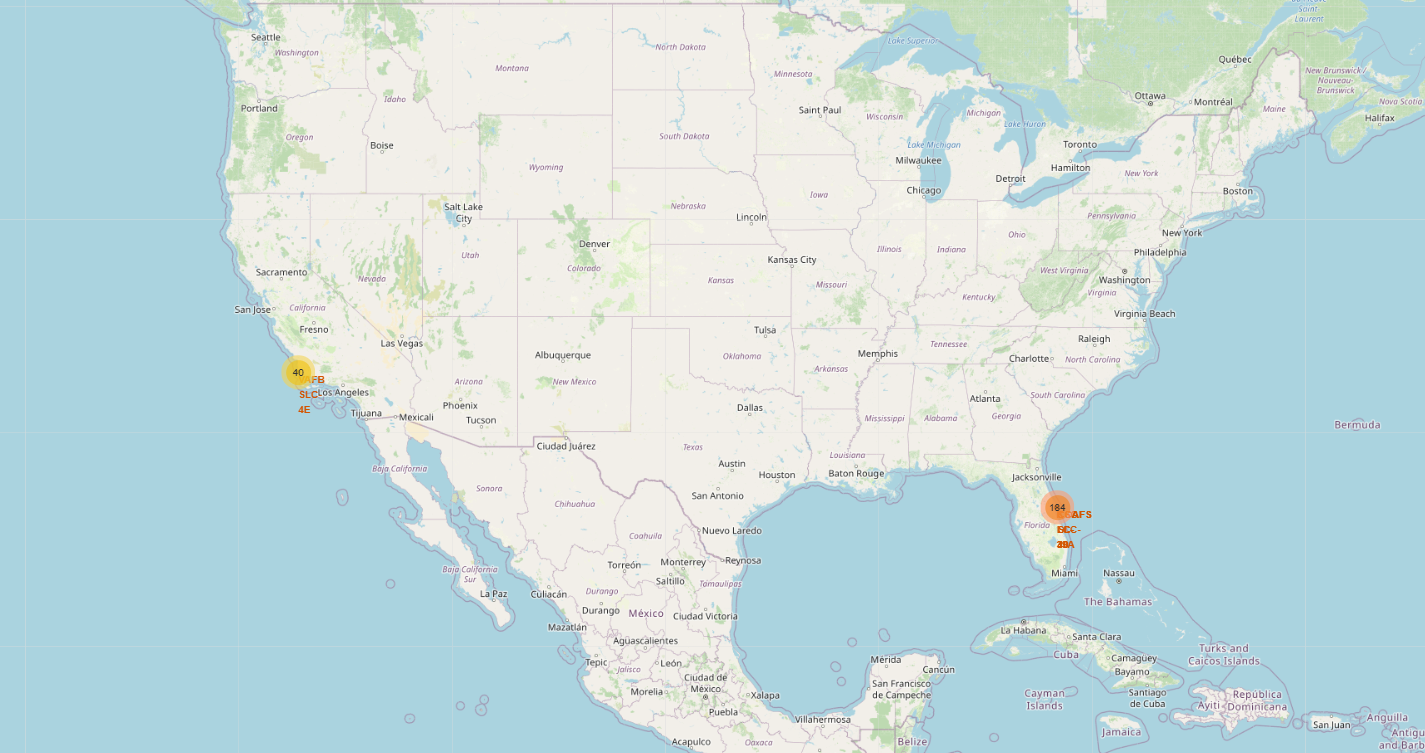 Seattle
Washington
North Dakota
Montana
Minnesota
Lake Superior
Golfe du
Saint-
Laurent
Québec
New Brunswick /
Nouveau-
Brunswick
Portland
Idaho
Oregon
Boise
Saint Paul
Wisconsin
Michigan
Lake Huron
Ottawa
Montréal
Maine
Nova Scotia
Halifax
South Dakota
Wyoming
Lake Michigan
Milwaukee
Toronto
Hamilton
New York
Detroit
Chicago
Boston
Iowa
Salt Lake
City
Nebraska
Lincoln
Pennsylvania
New York
Ohio
Denver
Utah
Colorado
Illinois
Indiana
Philadelphia
Kansas City
Sacramento
Nevada
Kansas
Missouri
West Virginia
Washington
Virginia
Kentucky
San Jose
California
Virginia Beach
Fresno
Las Vegas
Tulsa
Raleigh
Albuquerque
Oklahoma
Memphis
Tennessee
Charlotte
North Carolina
40
AFB
SLC-
4E
Los Angeles
Arizona
New Mexico
Arkansas
Atlanta
South Carolina
Phoenix
Tijuana
Mexicali
Tucson
Dallas
Mississippi
Alabama
Georgia
Bermuda
Ciudad Juárez
Texas
Louisiana
Baja California
Austin
Houston
Baton Rouge
Jacksonville
Sonora
San Antonio
Chihuahua
184
AFS
Florida
Nuevo Laredo
Coahuila
Reynosa
Torreón
Monterrey
Baja California
Sur
Saltillo
Tamaulipas
Miami
Nassau
La Paz
Culiacán
Durango
The Bahamas
Durango
México
Ciudad Victoria
Mazatlán
La Habana
Santa Clara
Aguascalientes
Cuba
Turks and
Caicos Islands
Tepic
León
Mérida
Cancún
Camagüey
Bayamo
Jalisco
Ciudad de
México
San Francisco
de Campeche
Cayman
Islands
Santiago
de Cuba
Morelia
Xalapa
Ayiti
República
Dominicana
Puebla
Villahermosa
San Juan
Anguilla
Jamaica
Acapulco
Oaxaca
Belize